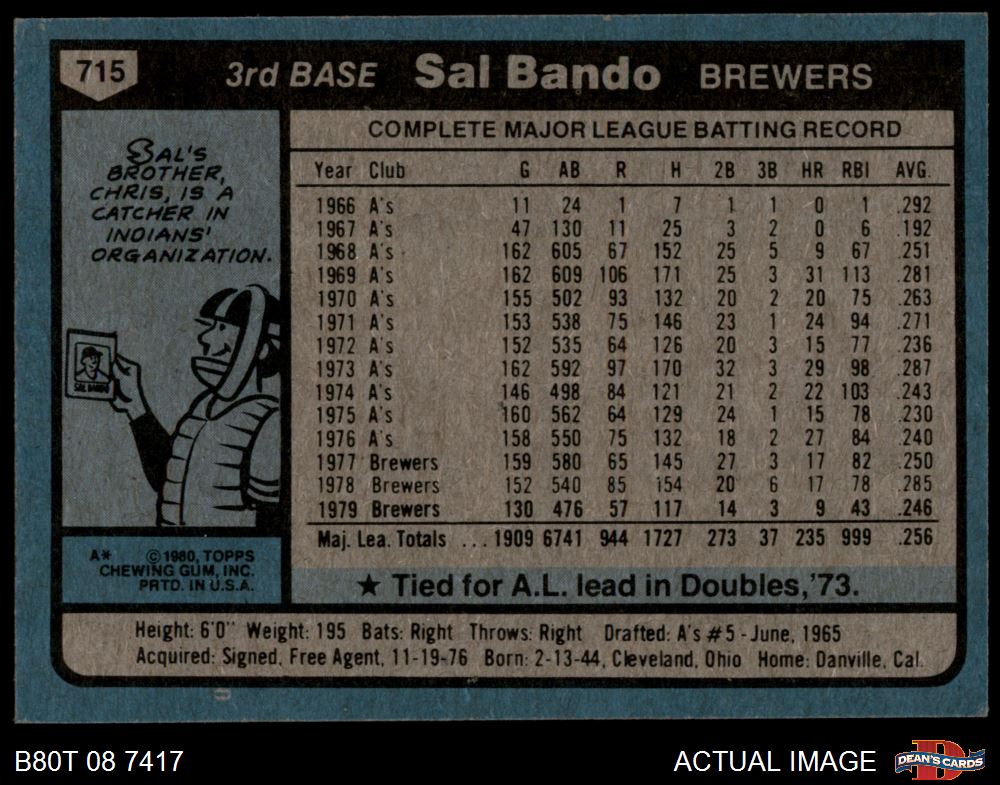 715 3rd BASE Sal Bando BREWERS
SAL'S
BROTHER,
CHRIS, IS A
CATCHER IN
INDIANS'
ORGANIZATION.
SAL BANDO
A* © 1980, TOPPS
CHEWING GUM, INC.
PRTD. IN U.S.A.
COMPLETE MAJOR LEAGUE BATTING RECORD
Year Club G AB R H 2B 3B HR RBI AVG.
1966 A's 11 24 1 7 1 1 0 1 .292
1967 A's 47 130 11 25 3 2 0 6 .192
1968 A's 162 605 67 152 25 5 9 67 .251
1969 A's 162 609 106 171 25 3 31 113 .281
1970 A's 155 502 93 132 20 2 20 75 .263
1971 A's 153 538 75 146 23 1 24 94 .271
1972 A's 152 535 64 126 20 3 15 77 .236
1973 A's 162 592 97 170 32 3 29 98 .287
1974 A's 146 498 84 121 21 2 22 103 .243
1975 A's 160 562 64 129 24 1 15 78 .230
1976 A's 158 550 75 132 18 2 27 84 .240
1977 Brewers 159 580 65 145 27 3 17 82 .250
1978 Brewers 152 540 85 154 20 6 17 78 .285
1979 Brewers 130 476 57 117 14 3 9 43 .246
Maj. Lea. Totals ... 1909 6741 944 1727 273 37 235 999 .256
★ Tied for A.L. lead in Doubles,'73.
Height: 6'0" Weight: 195 Bats: Right Throws: Right Drafted: A's #5 - June, 1965
Acquired: Signed, Free Agent, 11-19-76 Born: 2-13-44, Cleveland, Ohio Home: Danville, Cal.
B80T 08 7417 ACTUAL IMAGE DEAN'S CARDS